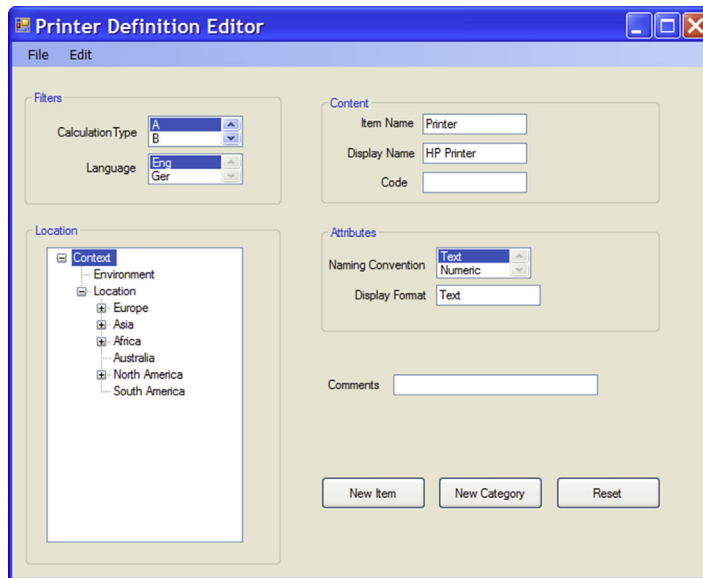 Printer Definition Editor
File Edit
Filters
Calculation Type
A
B
Language
Eng
Ger
Content
Item Name Printer
Display Name HP Printer
Code
Location
Context
Environment
Location
Europe
Asia
Africa
Australia
North America
South America
Attributes
Naming Convention
Text
Numeric
Display Format Text
Comments
New Item New Category Reset